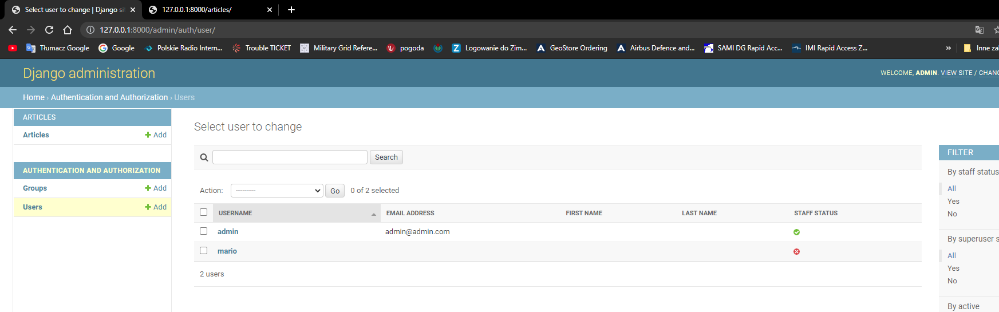 Select user to change | Django si
127.0.0.1:8000/articles/
127.0.0.1:8000/admin/auth/user/
Tłumacz Google
Google
Polskie Radio Intern...
Trouble TICKET
Military Grid Refere...
pogoda
Logowanie do Zim...
GeoStore Ordering
Airbus Defence and...
SAMI DG Rapid Acc...
IMI Rapid Access Z...
»
Inne za
Django administration
WELCOME, ADMIN. VIEW SITE / CHANG
Home › Authentication and Authorization › Users
ARTICLES
Articles
+ Add
AUTHENTICATION AND AUTHORIZATION
Groups
+ Add
Users
+ Add
Select user to change
Search
Action:
---------
Go
0 of 2 selected
USERNAME
EMAIL ADDRESS
FIRST NAME
LAST NAME
STAFF STATUS
admin
admin@admin.com
mario
2 users
FILTER
By staff status
All
Yes
No
By superuser s
All
Yes
No
By active